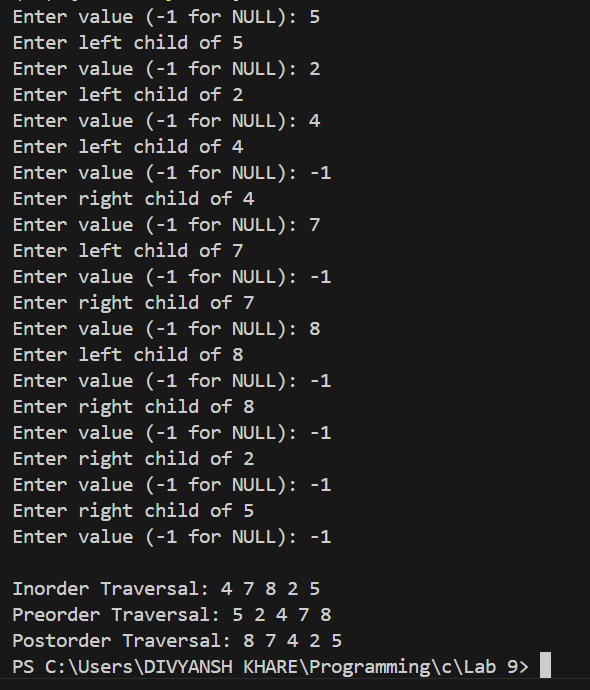 Enter value (-1 for NULL): 5
Enter left child of 5
Enter value (-1 for NULL): 2
Enter left child of 2
Enter value (-1 for NULL): 4
Enter left child of 4
Enter value (-1 for NULL): -1
Enter right child of 4
Enter value (-1 for NULL): 7
Enter left child of 7
Enter value (-1 for NULL): -1
Enter right child of 7
Enter value (-1 for NULL): 8
Enter left child of 8
Enter value (-1 for NULL): -1
Enter right child of 8
Enter value (-1 for NULL): -1
Enter right child of 2
Enter value (-1 for NULL): -1
Enter right child of 5
Enter value (-1 for NULL): -1
Inorder Traversal: 4 7 8 2 5
Preorder Traversal: 5 2 4 7 8
Postorder Traversal: 8 7 4 2 5
PS C:\Users\DIVYANSH KHARE\Programming\c\Lab 9>